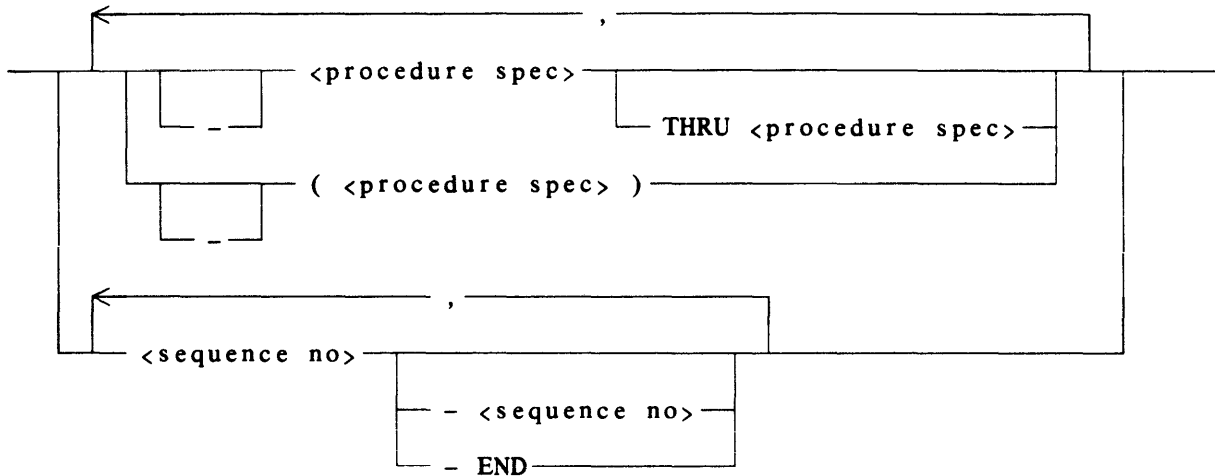 ,
<procedure spec>
-
THRU <procedure spec>
( <procedure spec> )
-
,
<sequence no>
- <sequence no>
- END